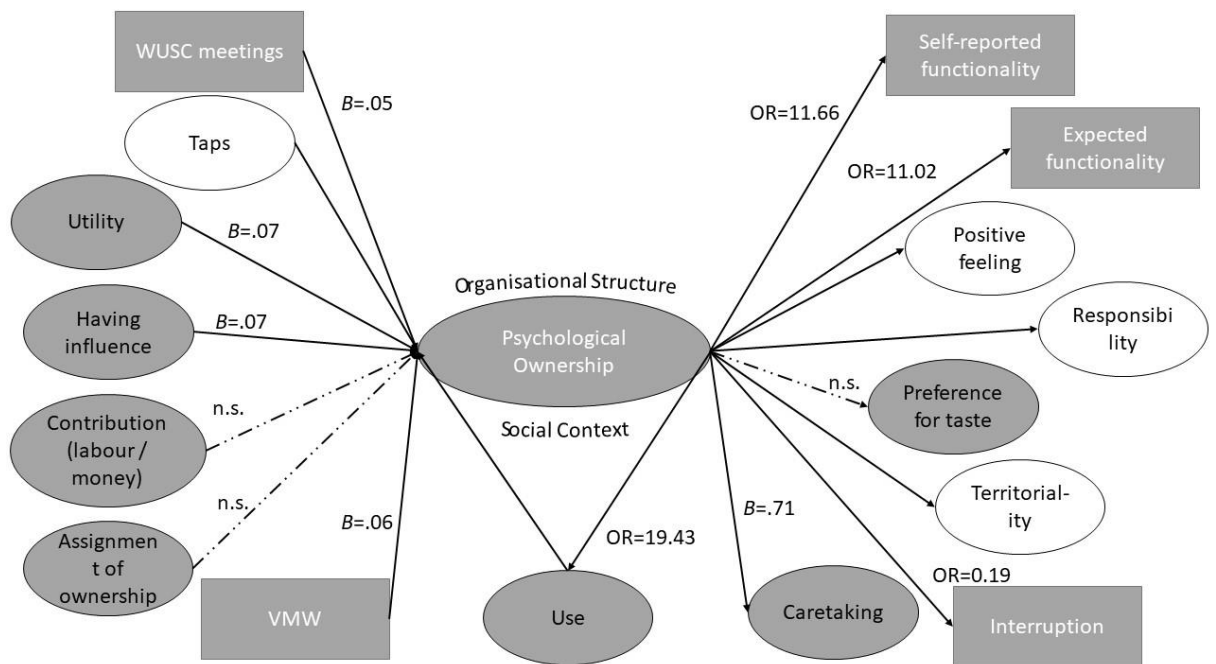 WUSC meetings
B=.05
Taps
Utility
B=.07
Having
influence
B=.07
Contribution
(labour /
money)
n.s.
Assignmen
t of
ownership
n.s.
VMW
B=.06
Organisational Structure
Psychological
Ownership
Social Context
Use
OR=19.43
Self-reported
functionality
OR=11.66
Expected
functionality
OR=11.02
Positive
feeling
Responsibi
lity
n.s.
Preference
for taste
Territorial-
ity
B=.71
Caretaking
OR=0.19
Interruption